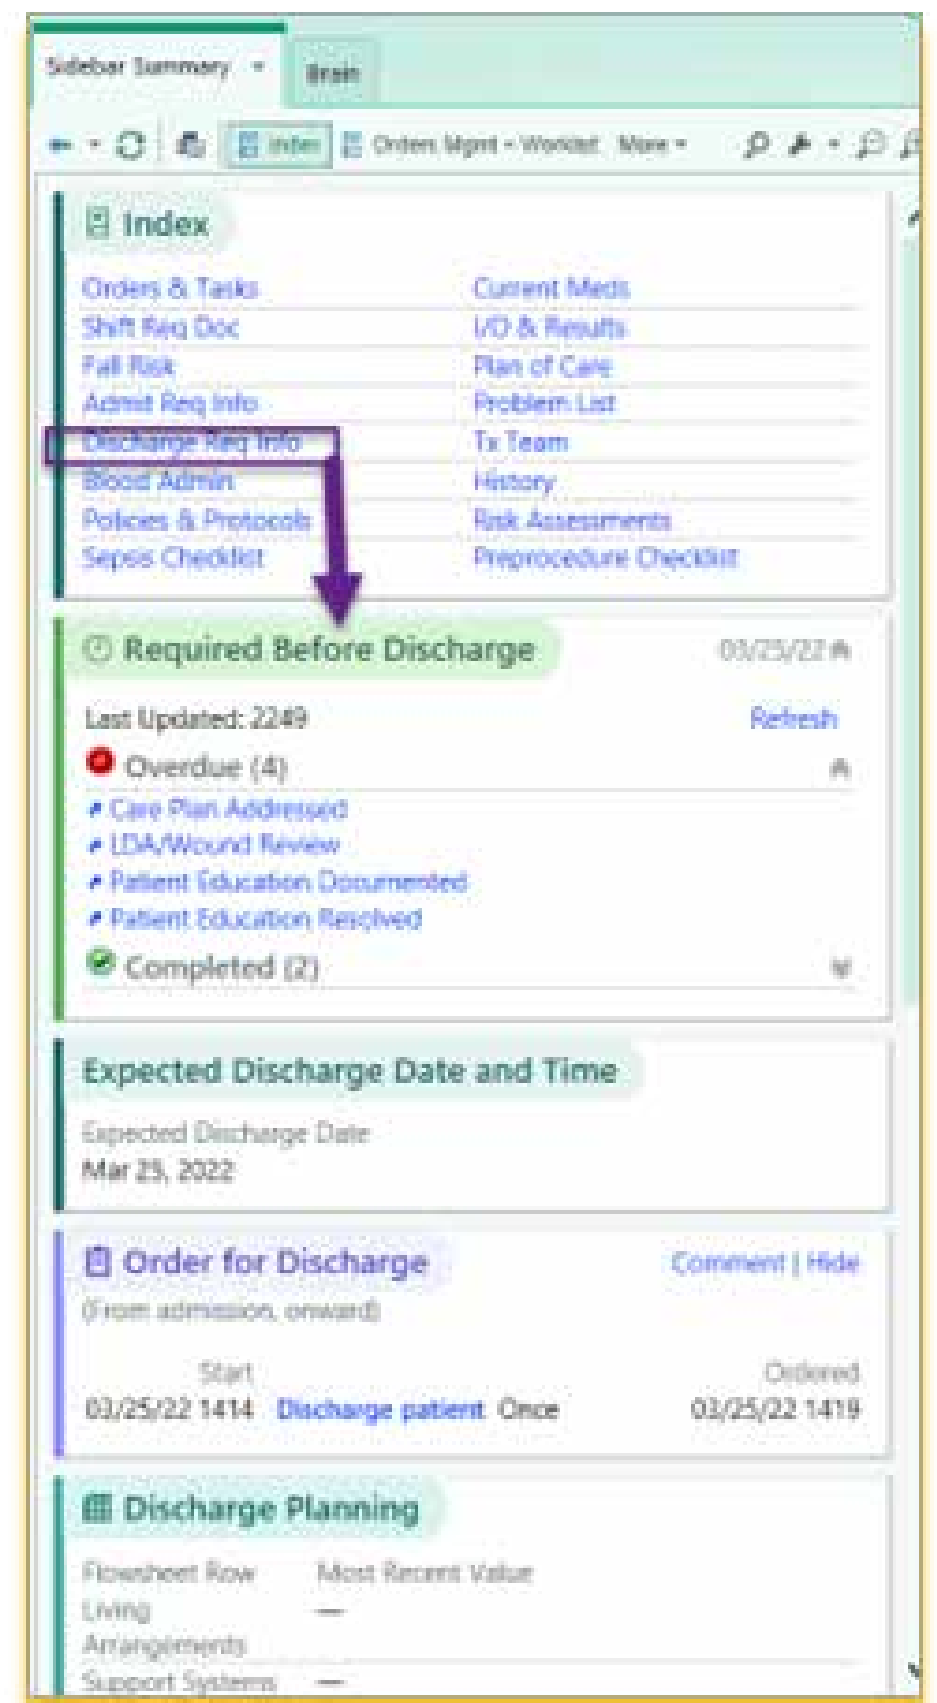 Sidebar Summary
Brain
Index
Orders Mgmt - Worklist
More
Index
Orders & Tasks
Current Meds
Shift Req Doc
I/O & Results
Fall Risk
Plan of Care
Admit Req Info
Problem List
Discharge Req Info
Tx Team
Blood Admin
History
Policies & Protocols
Risk Assessments
Sepsis Checklist
Preprocedure Checklist
Required Before Discharge
03/25/22
Last Updated: 2249
Refresh
Overdue (4)
Care Plan Addressed
LDA/Wound Review
Patient Education Documented
Patient Education Resolved
Completed (2)
Expected Discharge Date and Time
Expected Discharge Date
Mar 25, 2022
Order for Discharge
Comment | Hide
(From admission, onward)
Start
Ordered
03/25/22 1414 Discharge patient Once 03/25/22 1419
Discharge Planning
Flowsheet Row Most Recent Value
Living —
Arrangements
Support Systems —